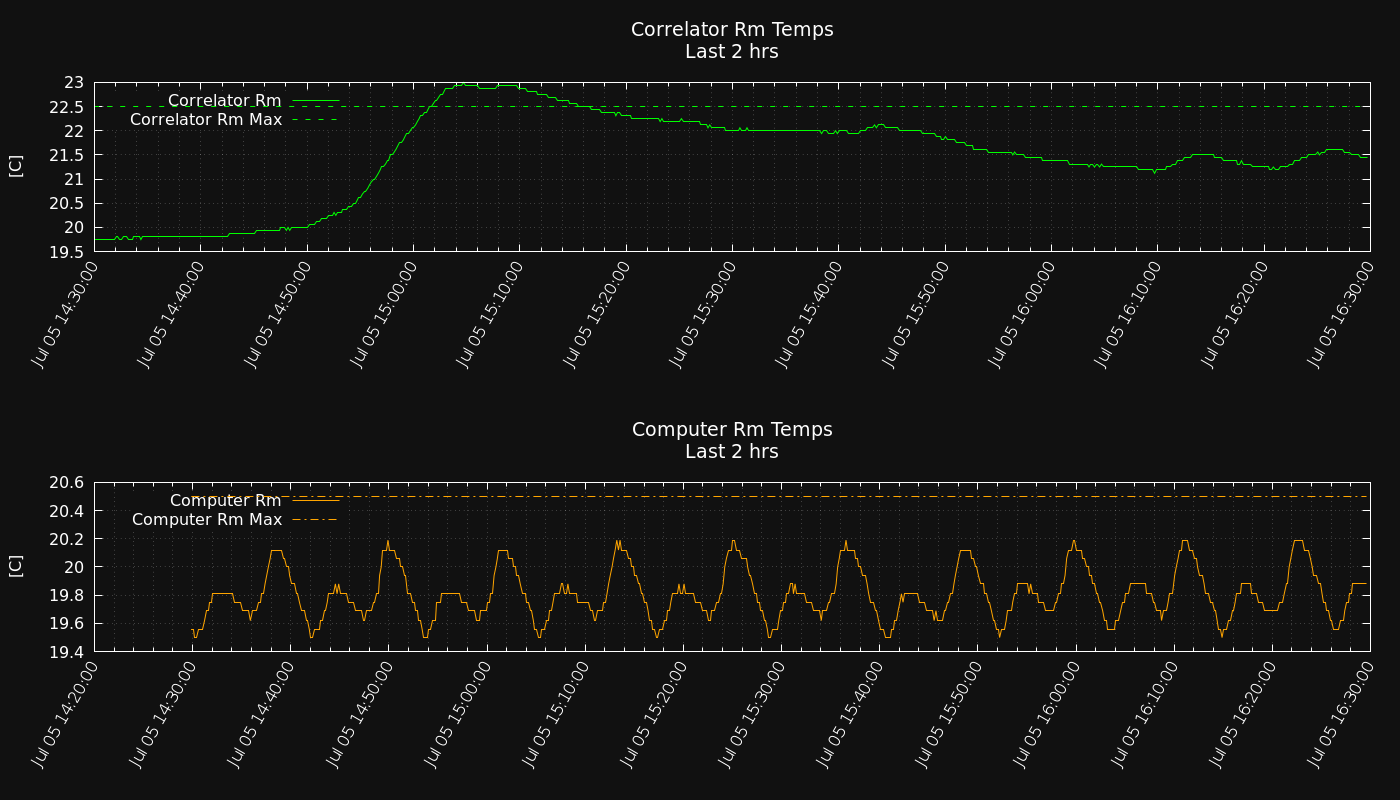 Correlator Rm Temps
Last 2 hrs
[C]
23
22.5
22
21.5
21
20.5
20
19.5
Correlator Rm
Correlator Rm Max
Jul 05 14:30:00
Jul 05 14:40:00
Jul 05 14:50:00
Jul 05 15:00:00
Jul 05 15:10:00
Jul 05 15:20:00
Jul 05 15:30:00
Jul 05 15:40:00
Jul 05 15:50:00
Jul 05 16:00:00
Jul 05 16:10:00
Jul 05 16:20:00
Jul 05 16:30:00
Computer Rm Temps
Last 2 hrs
[C]
20.6
20.4
20.2
20
19.8
19.6
19.4
Computer Rm
Computer Rm Max
Jul 05 14:20:00
Jul 05 14:30:00
Jul 05 14:40:00
Jul 05 14:50:00
Jul 05 15:00:00
Jul 05 15:10:00
Jul 05 15:20:00
Jul 05 15:30:00
Jul 05 15:40:00
Jul 05 15:50:00
Jul 05 16:00:00
Jul 05 16:10:00
Jul 05 16:20:00
Jul 05 16:30:00